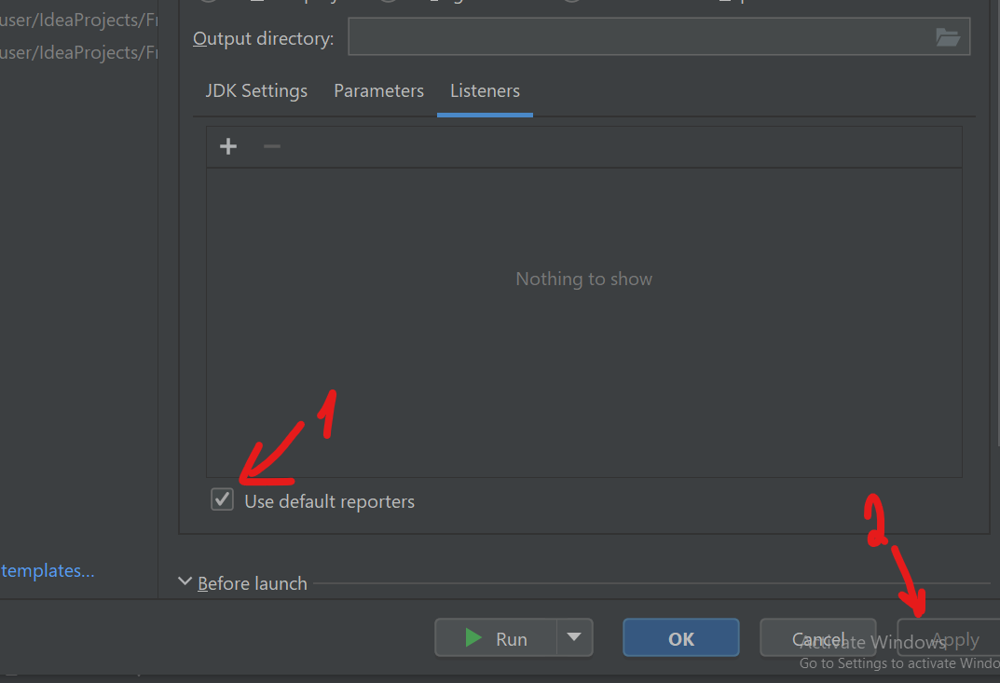 user/IdeaProjects/Fr
user/IdeaProjects/Fr
Output directory:
JDK Settings Parameters Listeners
Nothing to show
1
Use default reporters
2
templates...
Before launch
Run OK Cancel Apply
Activate Windows
Go to Settings to activate Windo